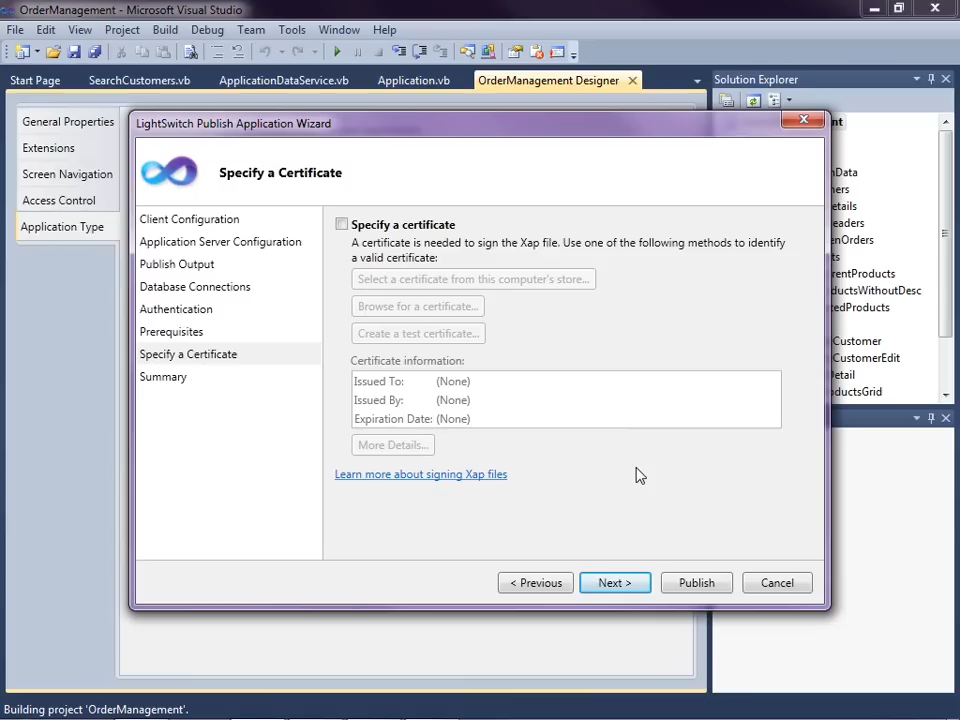 OrderManagement - Microsoft Visual Studio
File Edit View Project Build Debug Team Tools Window Help
Start Page SearchCustomers.vb ApplicationDataService.vb Application.vb OrderManagement Designer
Solution Explorer
General Properties
Extensions
Screen Navigation
Access Control
Application Type
LightSwitch Publish Application Wizard
Specify a Certificate
Client Configuration
Application Server Configuration
Publish Output
Database Connections
Authentication
Prerequisites
Specify a Certificate
Summary
Specify a certificate
A certificate is needed to sign the Xap file. Use one of the following methods to identify
a valid certificate:
Select a certificate from this computer's store...
Browse for a certificate...
Create a test certificate...
Certificate information:
Issued To: (None)
Issued By: (None)
Expiration Date: (None)
More Details...
Learn more about signing Xap files
< Previous Next > Publish Cancel
nt
nData
ners
etails
eaders
enOrders
ts
rentProducts
ductsWithoutDesc
tedProducts
Customer
CustomerEdit
Detail
ductsGrid
Building project 'OrderManagement'.